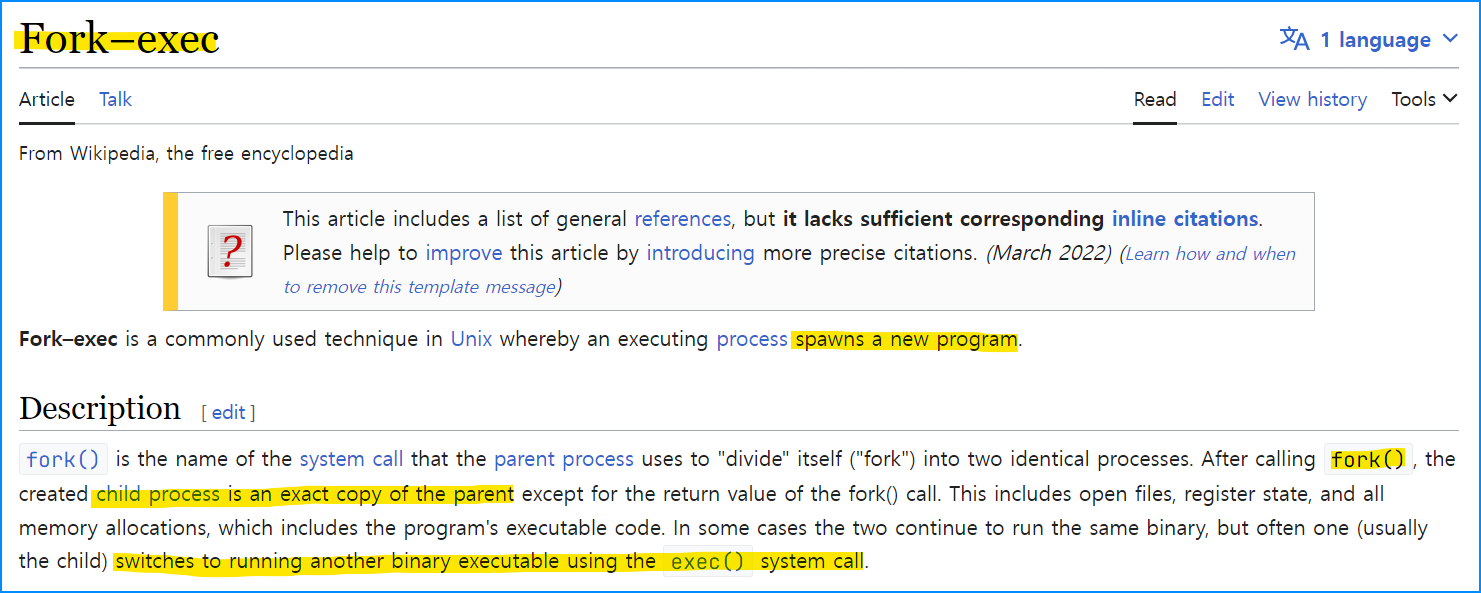 Fork–exec
1 language
Article Talk Read Edit View history Tools
From Wikipedia, the free encyclopedia
This article includes a list of general references, but it lacks sufficient corresponding inline citations.
Please help to improve this article by introducing more precise citations. (March 2022) (Learn how and when
to remove this template message)
Fork–exec is a commonly used technique in Unix whereby an executing process spawns a new program.
Description [ edit ]
fork() is the name of the system call that the parent process uses to "divide" itself ("fork") into two identical processes. After calling fork() , the
created child process is an exact copy of the parent except for the return value of the fork() call. This includes open files, register state, and all
memory allocations, which includes the program's executable code. In some cases the two continue to run the same binary, but often one (usually
the child) switches to running another binary executable using the exec() system call.